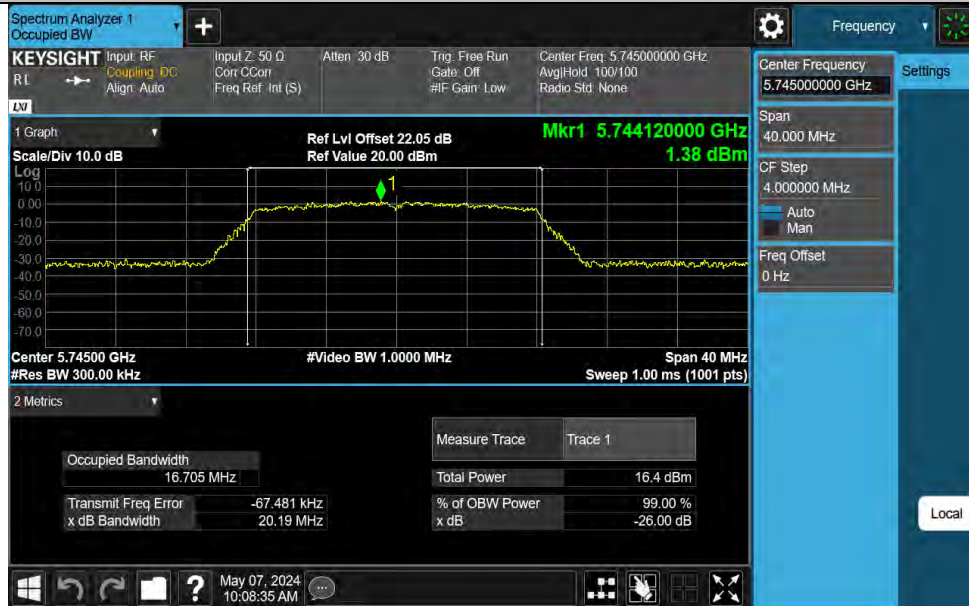 Spectrum Analyzer 1
Occupied BW
+
Frequency
KEYSIGHT
RL
LXI
Input: RF
Coupling: DC
Align: Auto
Input Z: 50 Ω
Corr CCorr
Freq Ref: Int (S)
Atten: 30 dB
Trig: Free Run
Gate: Off
#IF Gain: Low
Center Freq: 5.745000000 GHz
Avg|Hold: 100/100
Radio Std: None
Center Frequency
5.745000000 GHz
Settings
Span
40.000 MHz
CF Step
4.000000 MHz
Auto
Man
Freq Offset
0 Hz
Local
1 Graph
Scale/Div 10.0 dB
Ref Lvl Offset 22.05 dB
Ref Value 20.00 dBm
Mkr1 5.744120000 GHz
1.38 dBm
Log
10.0
0.00
-10.0
-20.0
-30.0
-40.0
-50.0
-60.0
-70.0
1
Center 5.74500 GHz
#Res BW 300.00 kHz
#Video BW 1.0000 MHz
Span 40 MHz
Sweep 1.00 ms (1001 pts)
2 Metrics
Measure Trace Trace 1
Occupied Bandwidth
16.705 MHz
Total Power 16.4 dBm
Transmit Freq Error -67.481 kHz
% of OBW Power 99.00 %
x dB Bandwidth 20.19 MHz
x dB -26.00 dB
?
May 07, 2024
10:08:35 AM